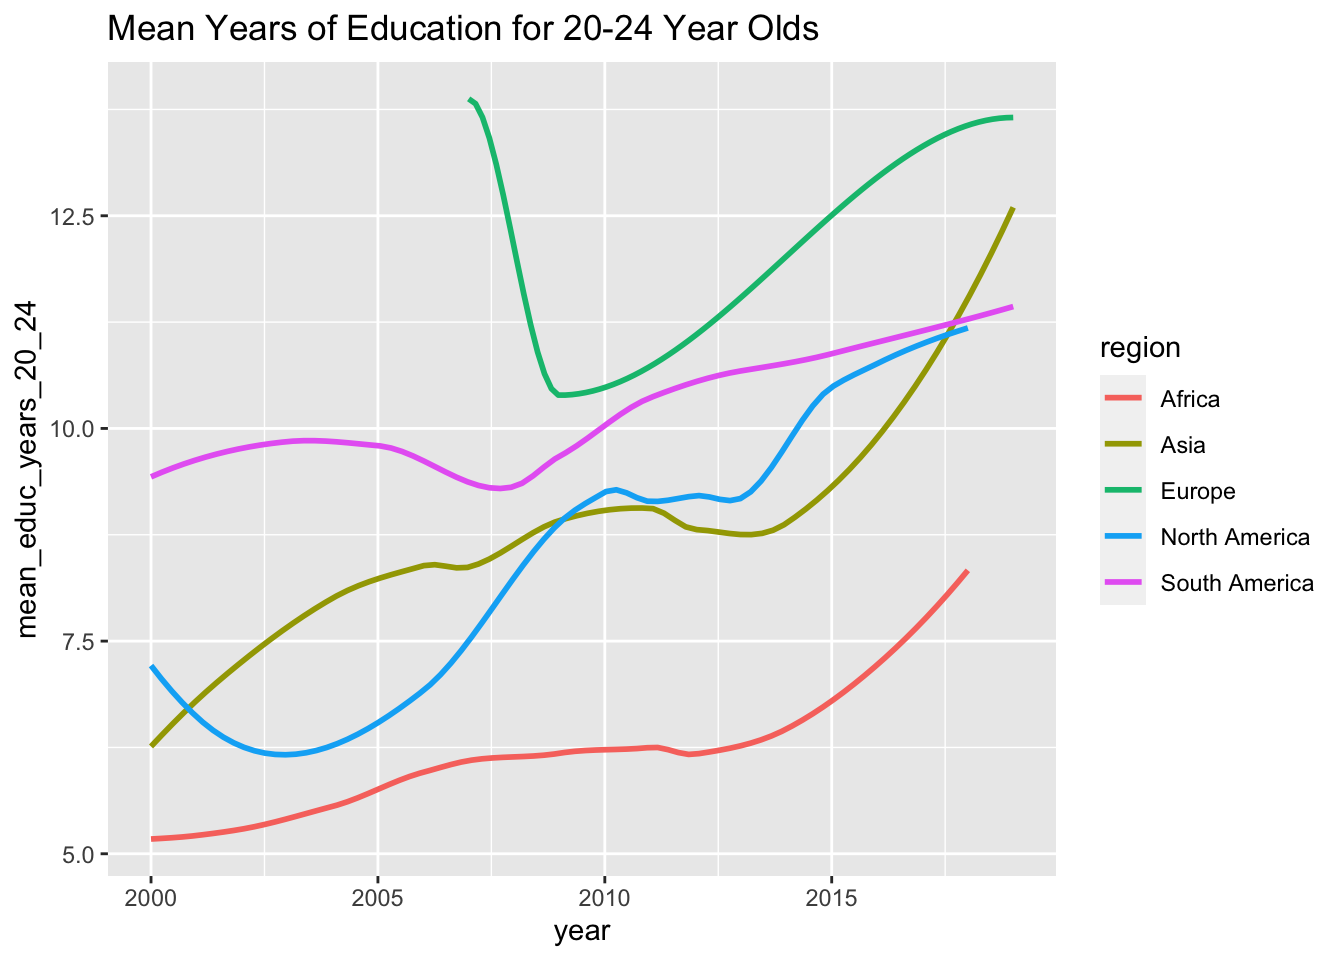 Mean Years of Education for 20-24 Year Olds
mean_educ_years_20_24
12.5
10.0
7.5
5.0
2000 2005 2010 2015
year
region
Africa
Asia
Europe
North America
South America